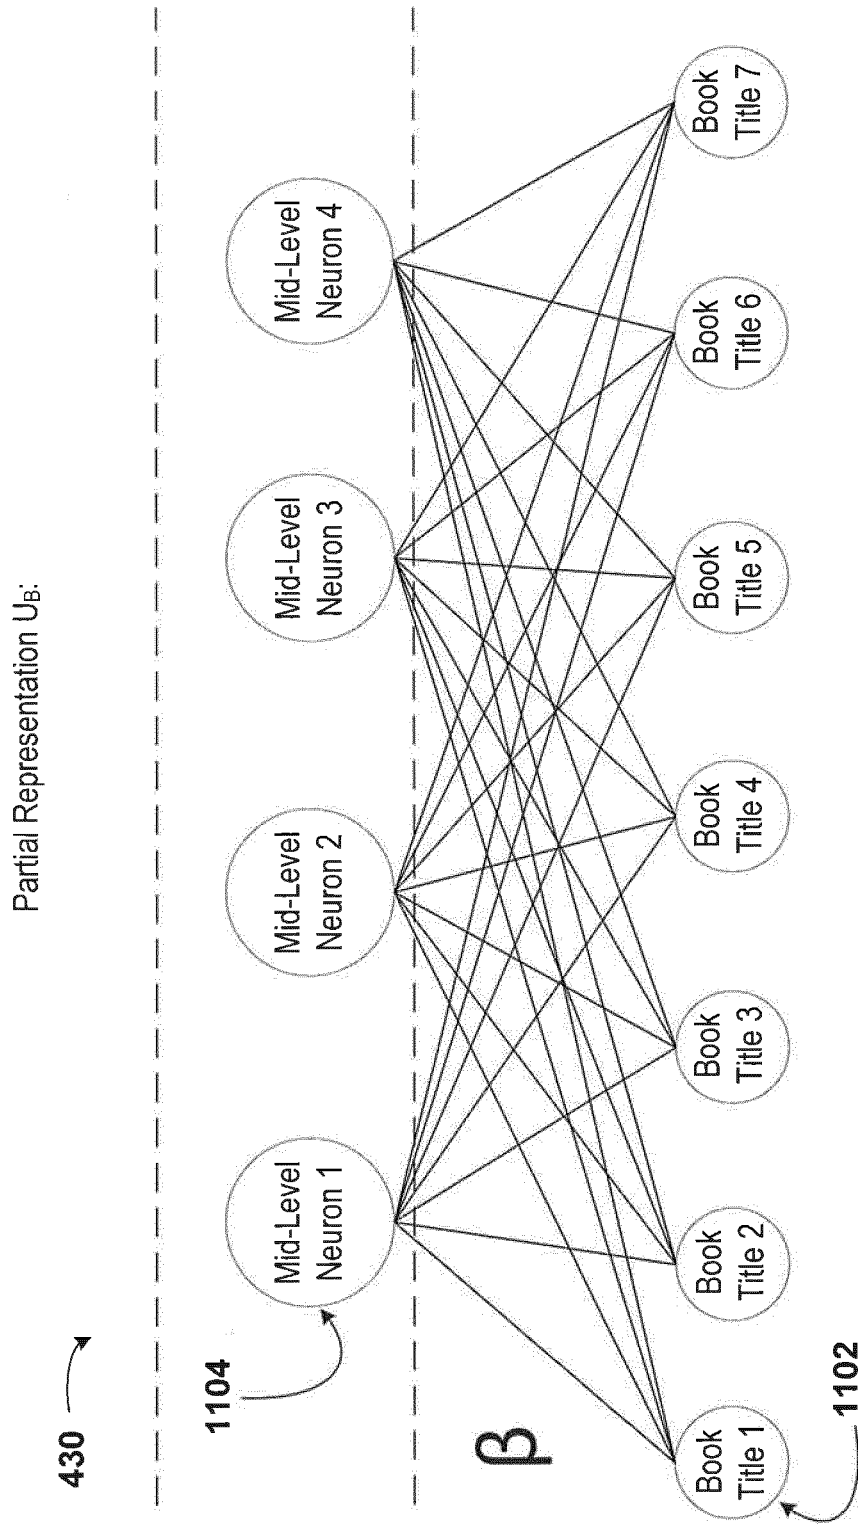 Partial Representation UB:
430
1104
Mid-Level
Neuron 1
Mid-Level
Neuron 2
Mid-Level
Neuron 3
Mid-Level
Neuron 4
β
Book
Title 1
Book
Title 2
Book
Title 3
Book
Title 4
Book
Title 5
Book
Title 6
Book
Title 7
1102